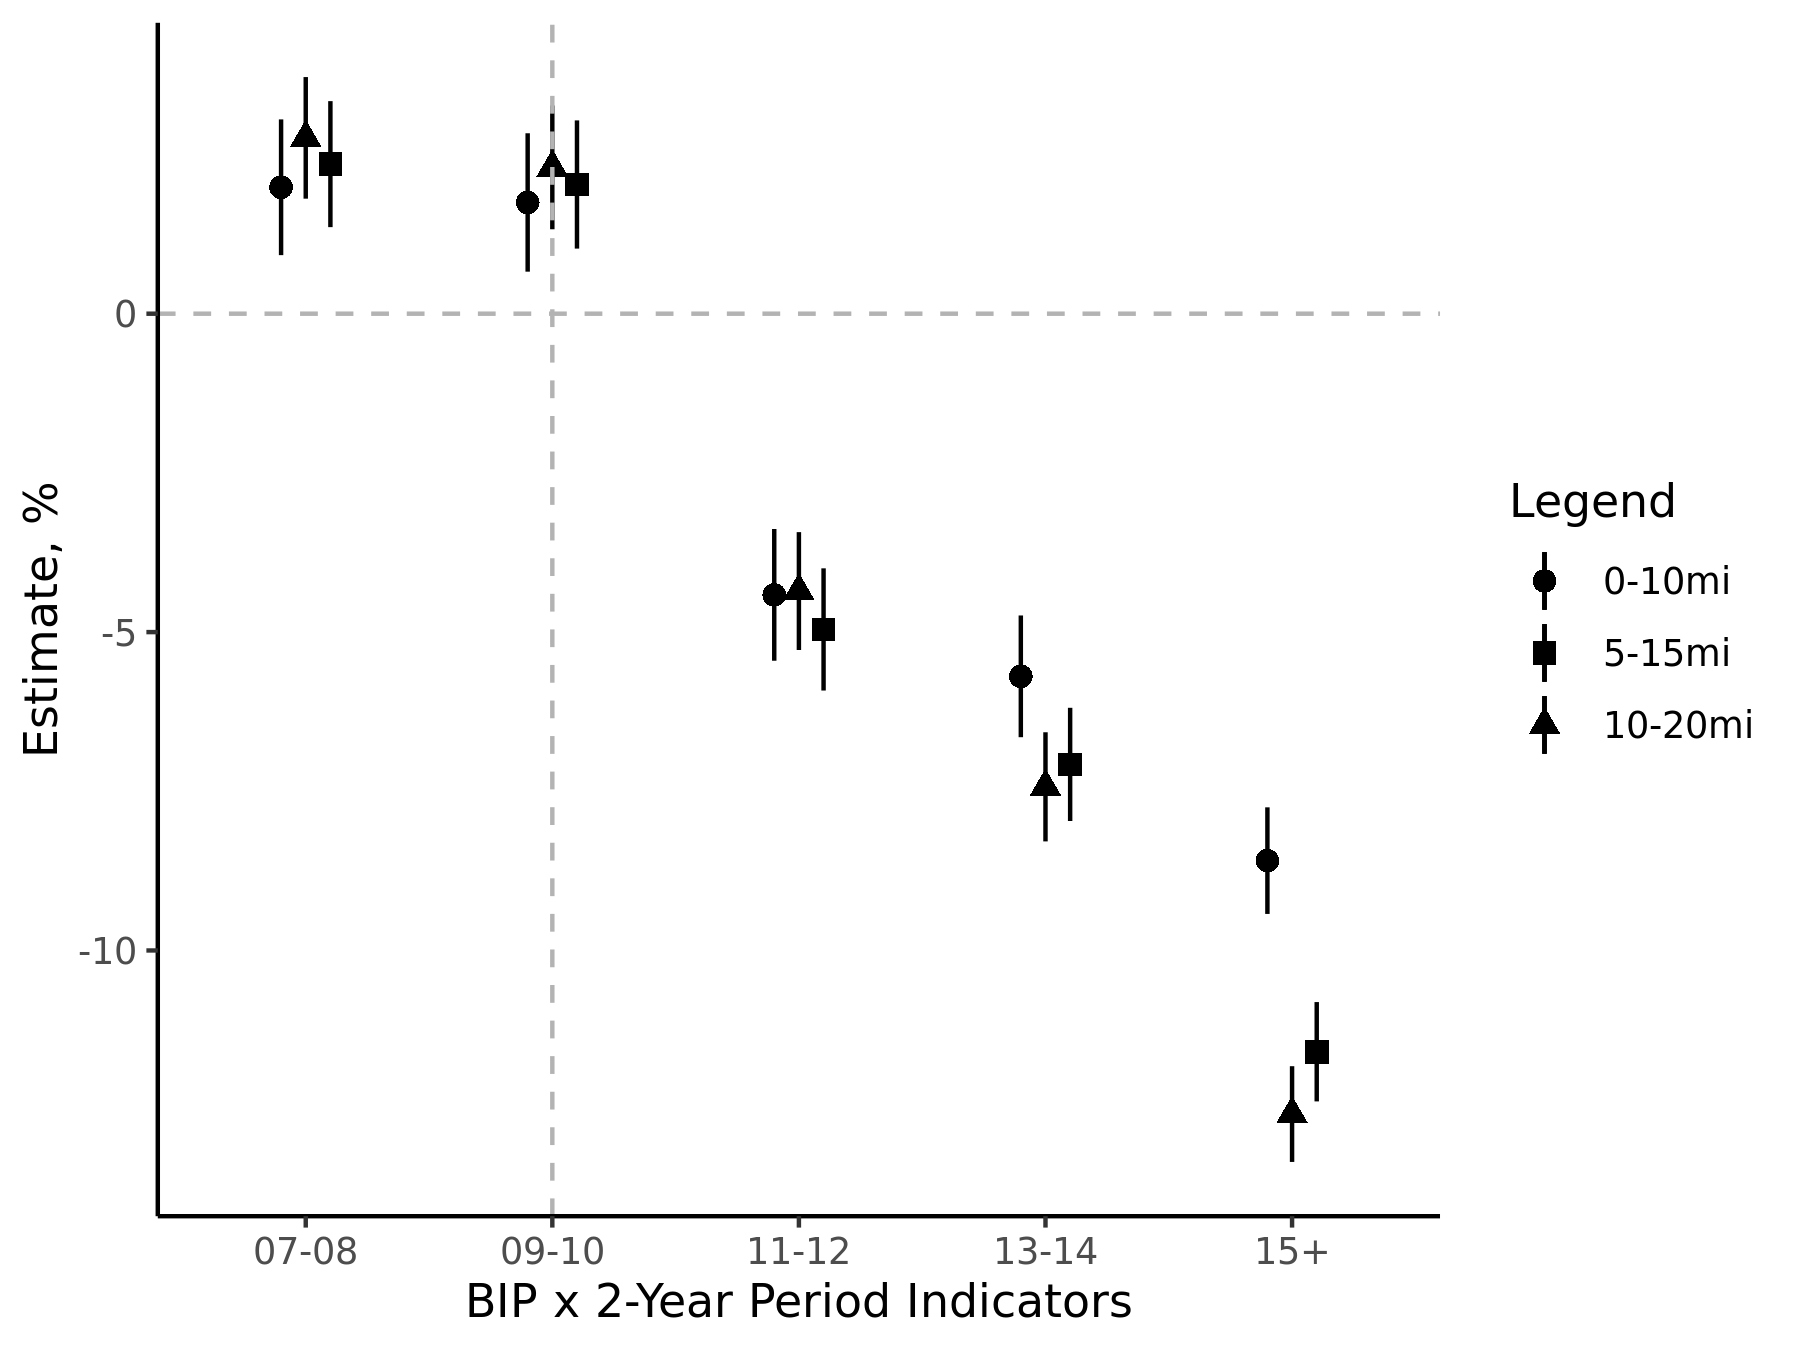 Estimate, %
0
-5
-10
07-08
09-10
11-12
13-14
15+
BIP x 2-Year Period Indicators
Legend
0-10mi
5-15mi
10-20mi